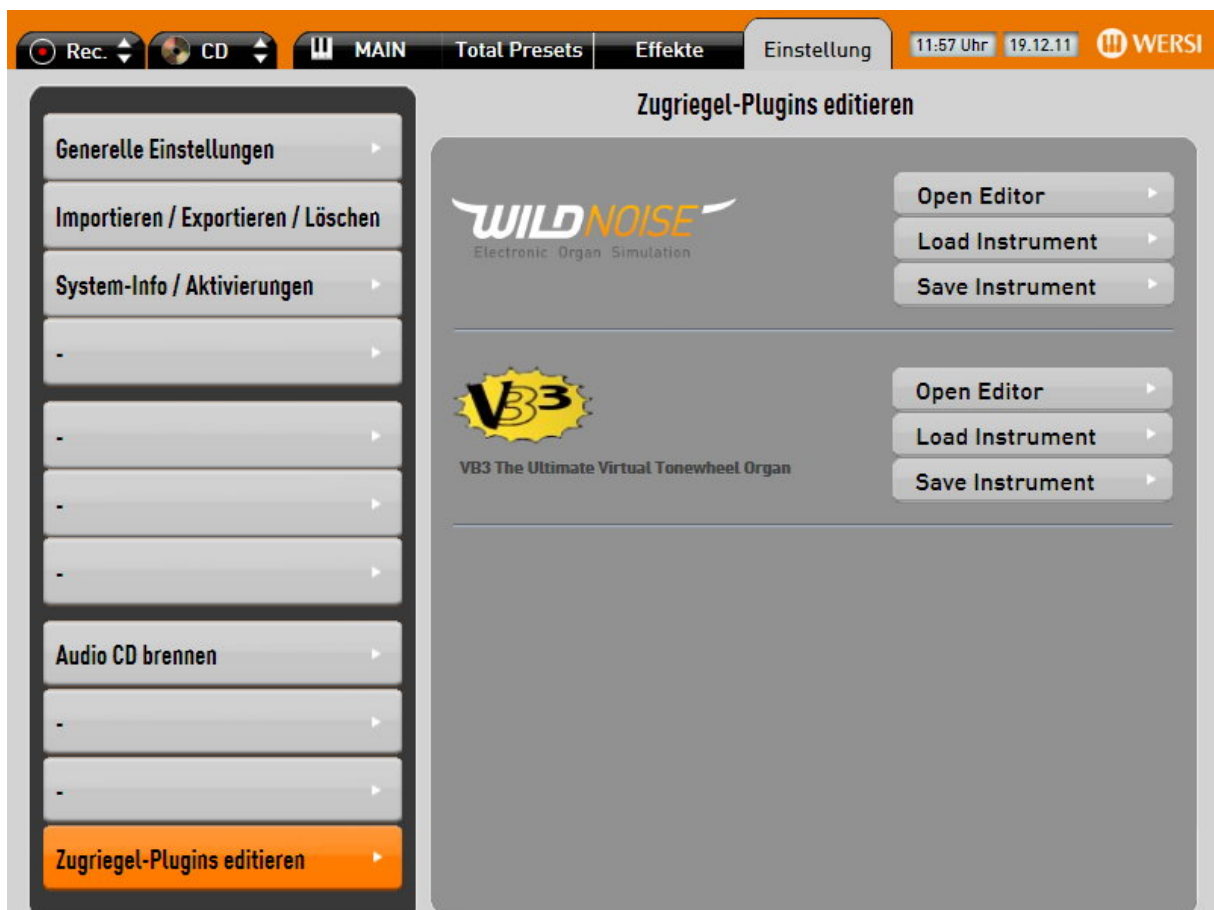 Rec.
CD
MAIN
Total Presets
Effekte
Einstellung
11:57 Uhr
19.12.11
WERSI
Zugriegel-Plugins editieren
Generelle Einstellungen
Importieren / Exportieren / Löschen
System-Info / Aktivierungen
-
-
-
-
Audio CD brennen
-
-
Zugriegel-Plugins editieren
WILDNOISE
Electronic Organ Simulation
Open Editor
Load Instrument
Save Instrument
VB3
VB3 The Ultimate Virtual Tonewheel Organ
Open Editor
Load Instrument
Save Instrument